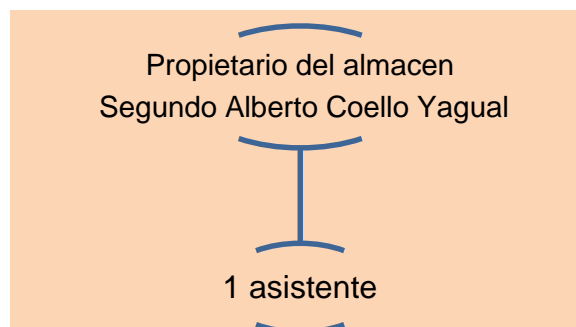 Propietario del almacen
Segundo Alberto Coello Yagual
1 asistente